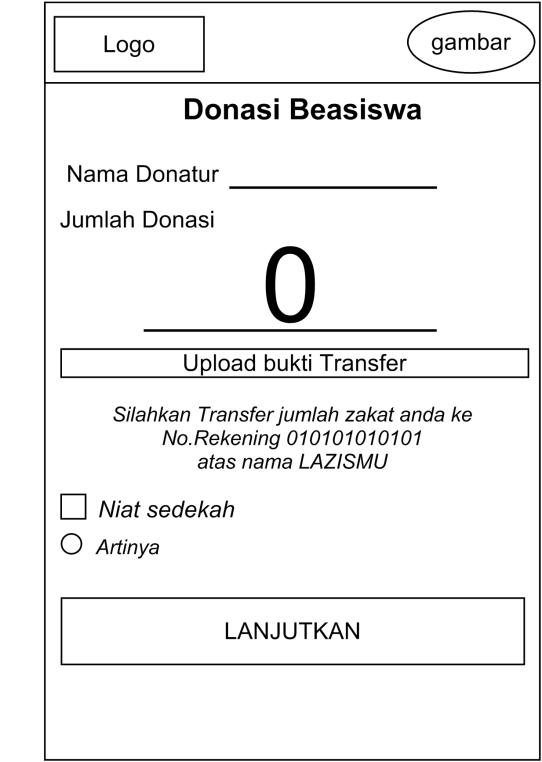 Logo
gambar
Donasi Beasiswa
Nama Donatur
Jumlah Donasi
0
Upload bukti Transfer
Silahkan Transfer jumlah zakat anda ke
No.Rekening 010101010101
atas nama LAZISMU
Niat sedekah
Artinya
LANJUTKAN